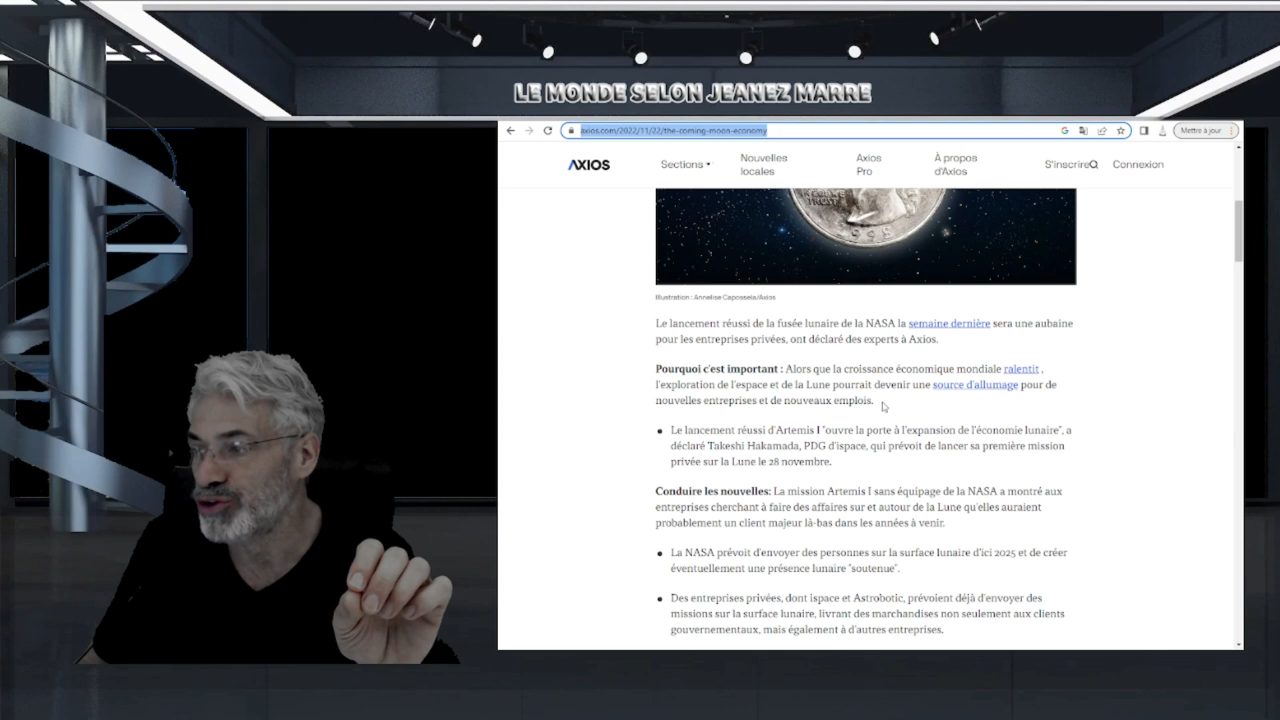 LE MONDE SELON JEANEZ MARRE
axios.com/2022/11/22/the-coming-moon-economy
Mettre à jour
AXIOS
Sections
Nouvelles
locales
Axios
Pro
À propos
d'Axios
S'inscrire
Connexion
TRUST
1998
Illustration : Annelise Capossela/Axios
Le lancement réussi de la fusée lunaire de la NASA la semaine dernière sera une aubaine
pour les entreprises privées, ont déclaré des experts à Axios.
Pourquoi c'est important : Alors que la croissance économique mondiale ralentit ,
l'exploration de l'espace et de la Lune pourrait devenir une source d'allumage pour de
nouvelles entreprises et de nouveaux emplois.
Le lancement réussi d'Artemis I "ouvre la porte à l'expansion de l'économie lunaire", a
déclaré Takeshi Hakamada, PDG d'ispace, qui prévoit de lancer sa première mission
privée sur la Lune le 28 novembre.
Conduire les nouvelles: La mission Artemis I sans équipage de la NASA a montré aux
entreprises cherchant à faire des affaires sur et autour de la Lune qu'elles auraient
probablement un client majeur là-bas dans les années à venir.
La NASA prévoit d'envoyer des personnes sur la surface lunaire d'ici 2025 et de créer
éventuellement une présence lunaire "soutenue".
Des entreprises privées, dont ispace et Astrobotic, prévoient déjà d'envoyer des
missions sur la surface lunaire, livrant des marchandises non seulement aux clients
gouvernementaux, mais également à d'autres entreprises.